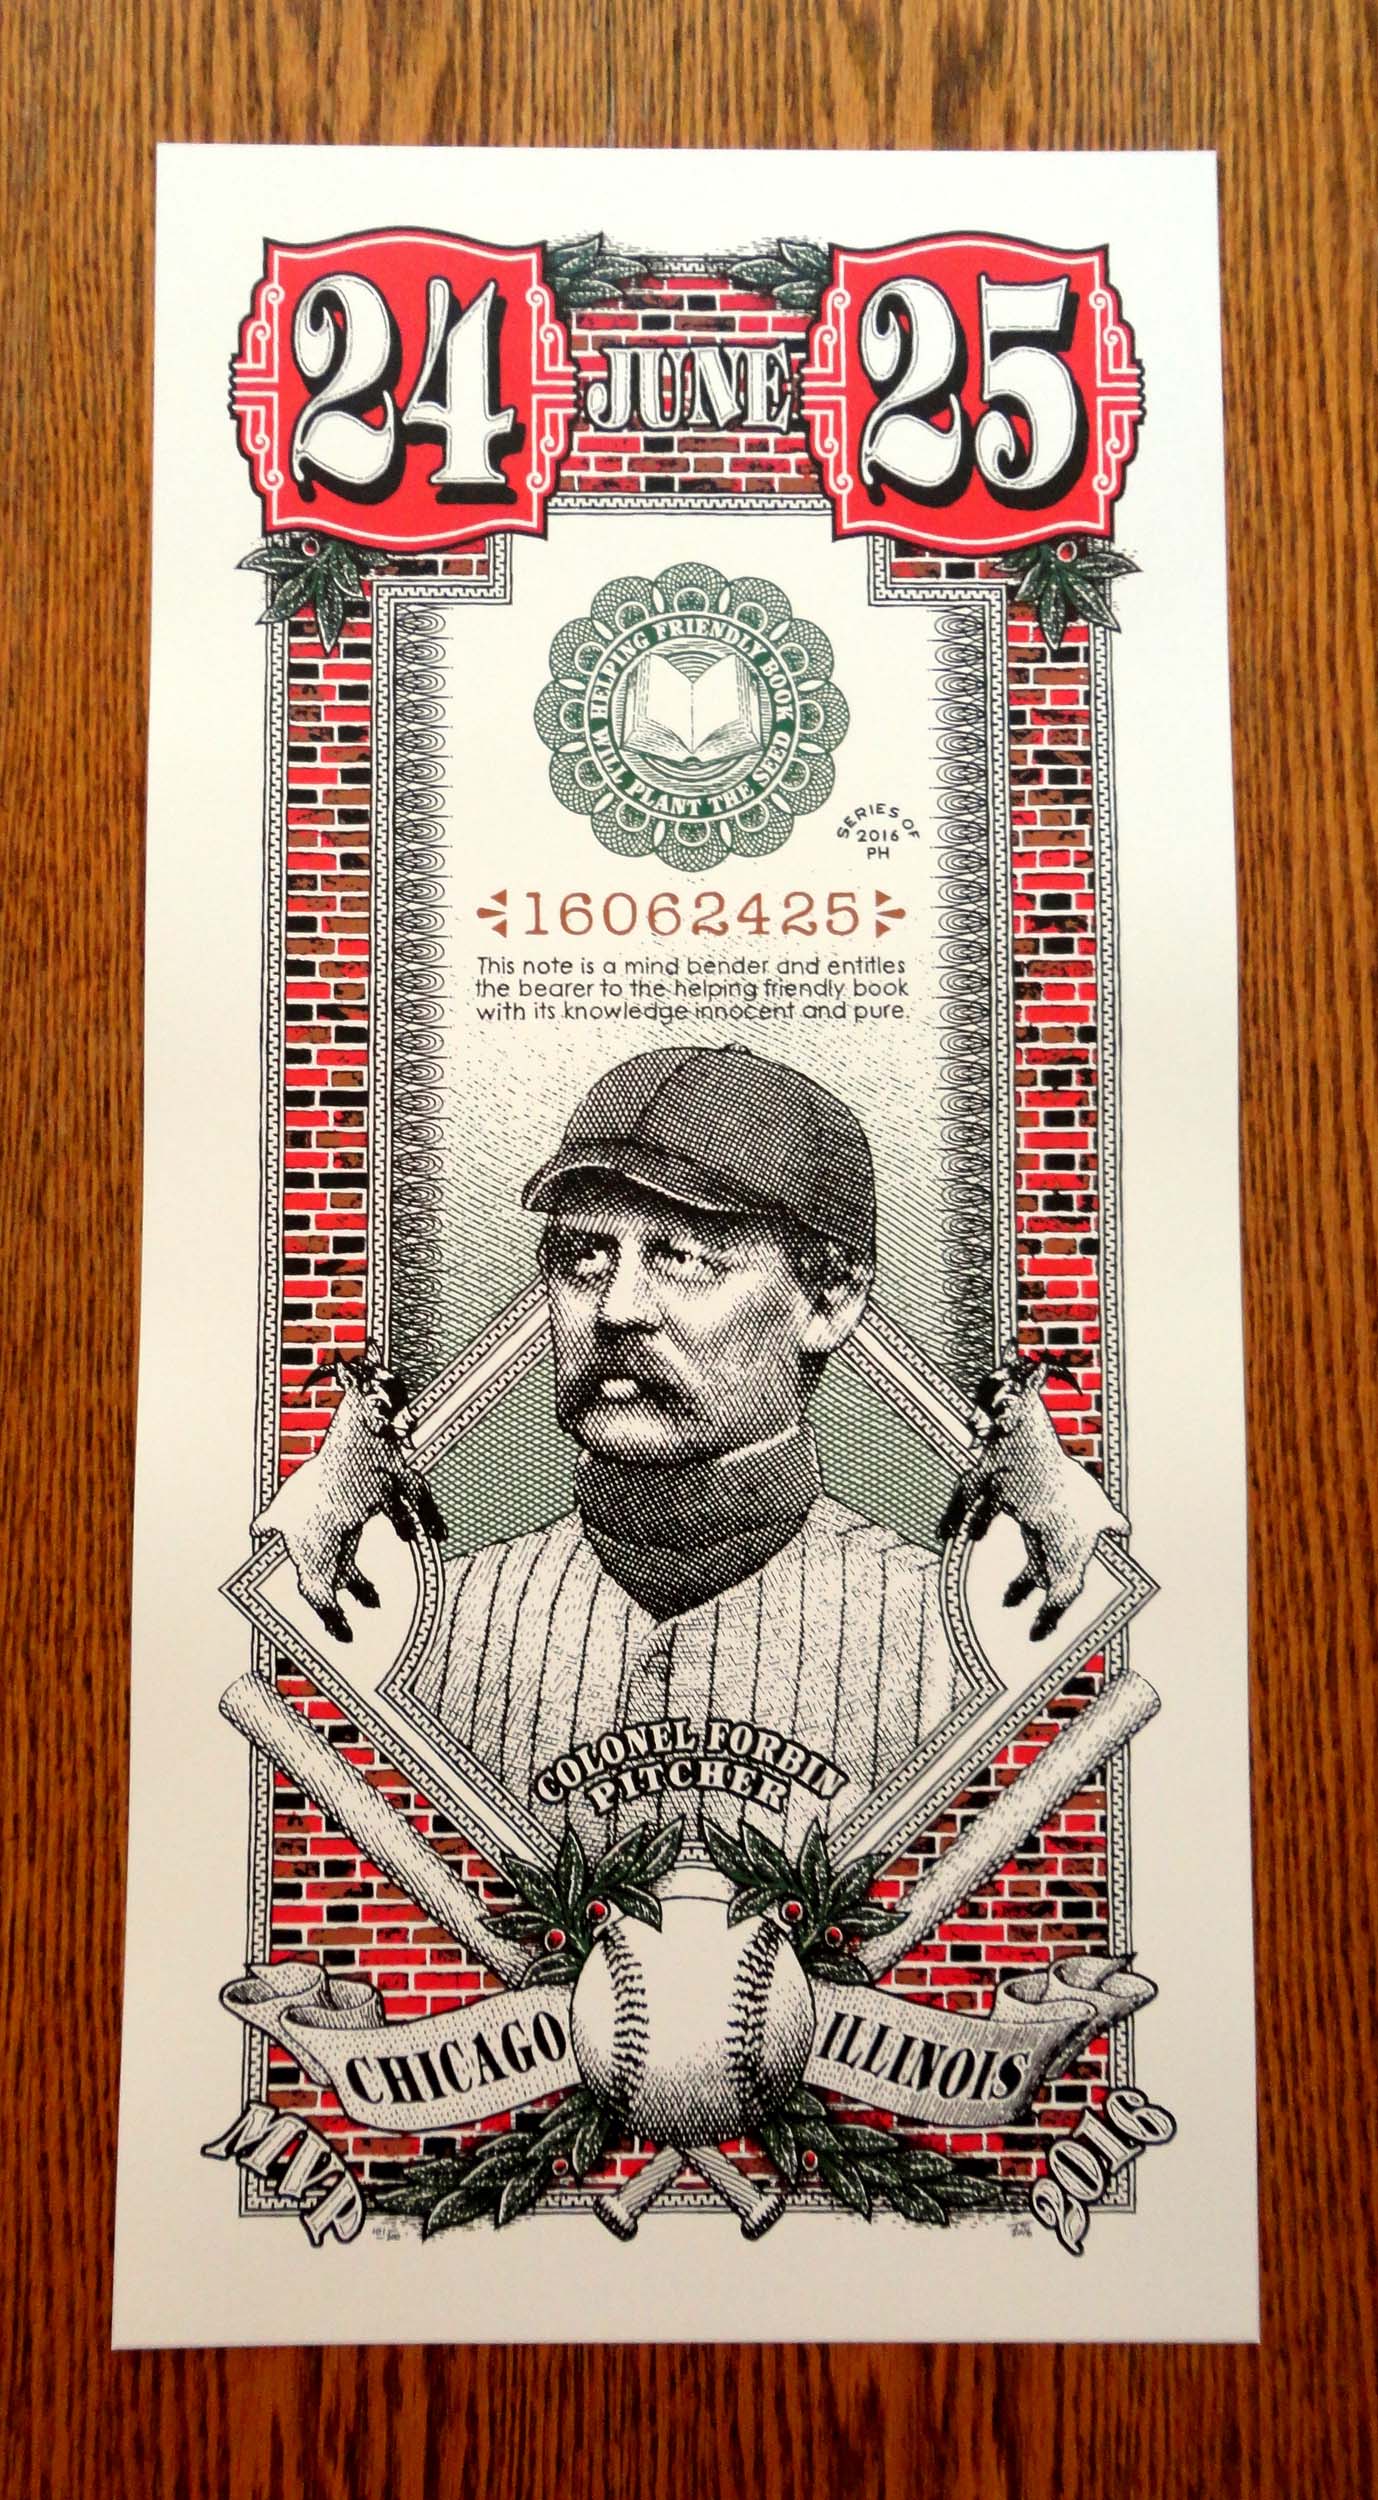 24 JUNE 25
HELPING FRIENDLY BOOK
WILL PLANT THE SEED
SERIES OF
2016
PH
16062425
This note is a mind bender and entitles
the bearer to the helping friendly book
with its knowledge innocent and pure.
COLONEL FORBIN
PITCHER
CHICAGO ILLINOIS
MVP 2016